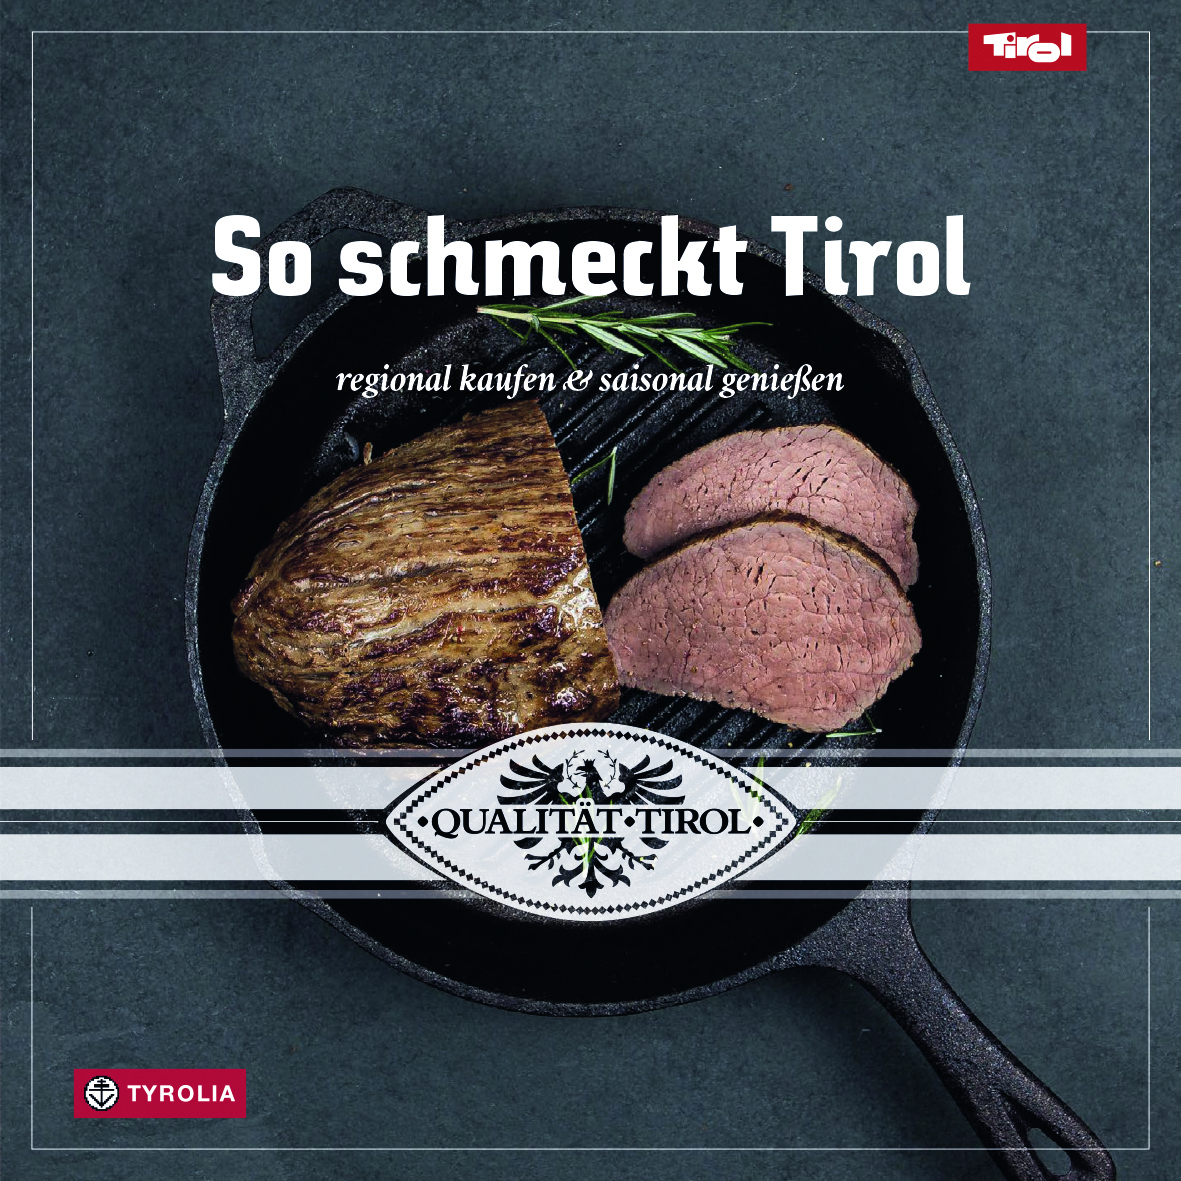 Tirol
So schmeckt Tirol
regional kaufen & saisonal genießen
QUALITÄT·TIROL
TYROLIA